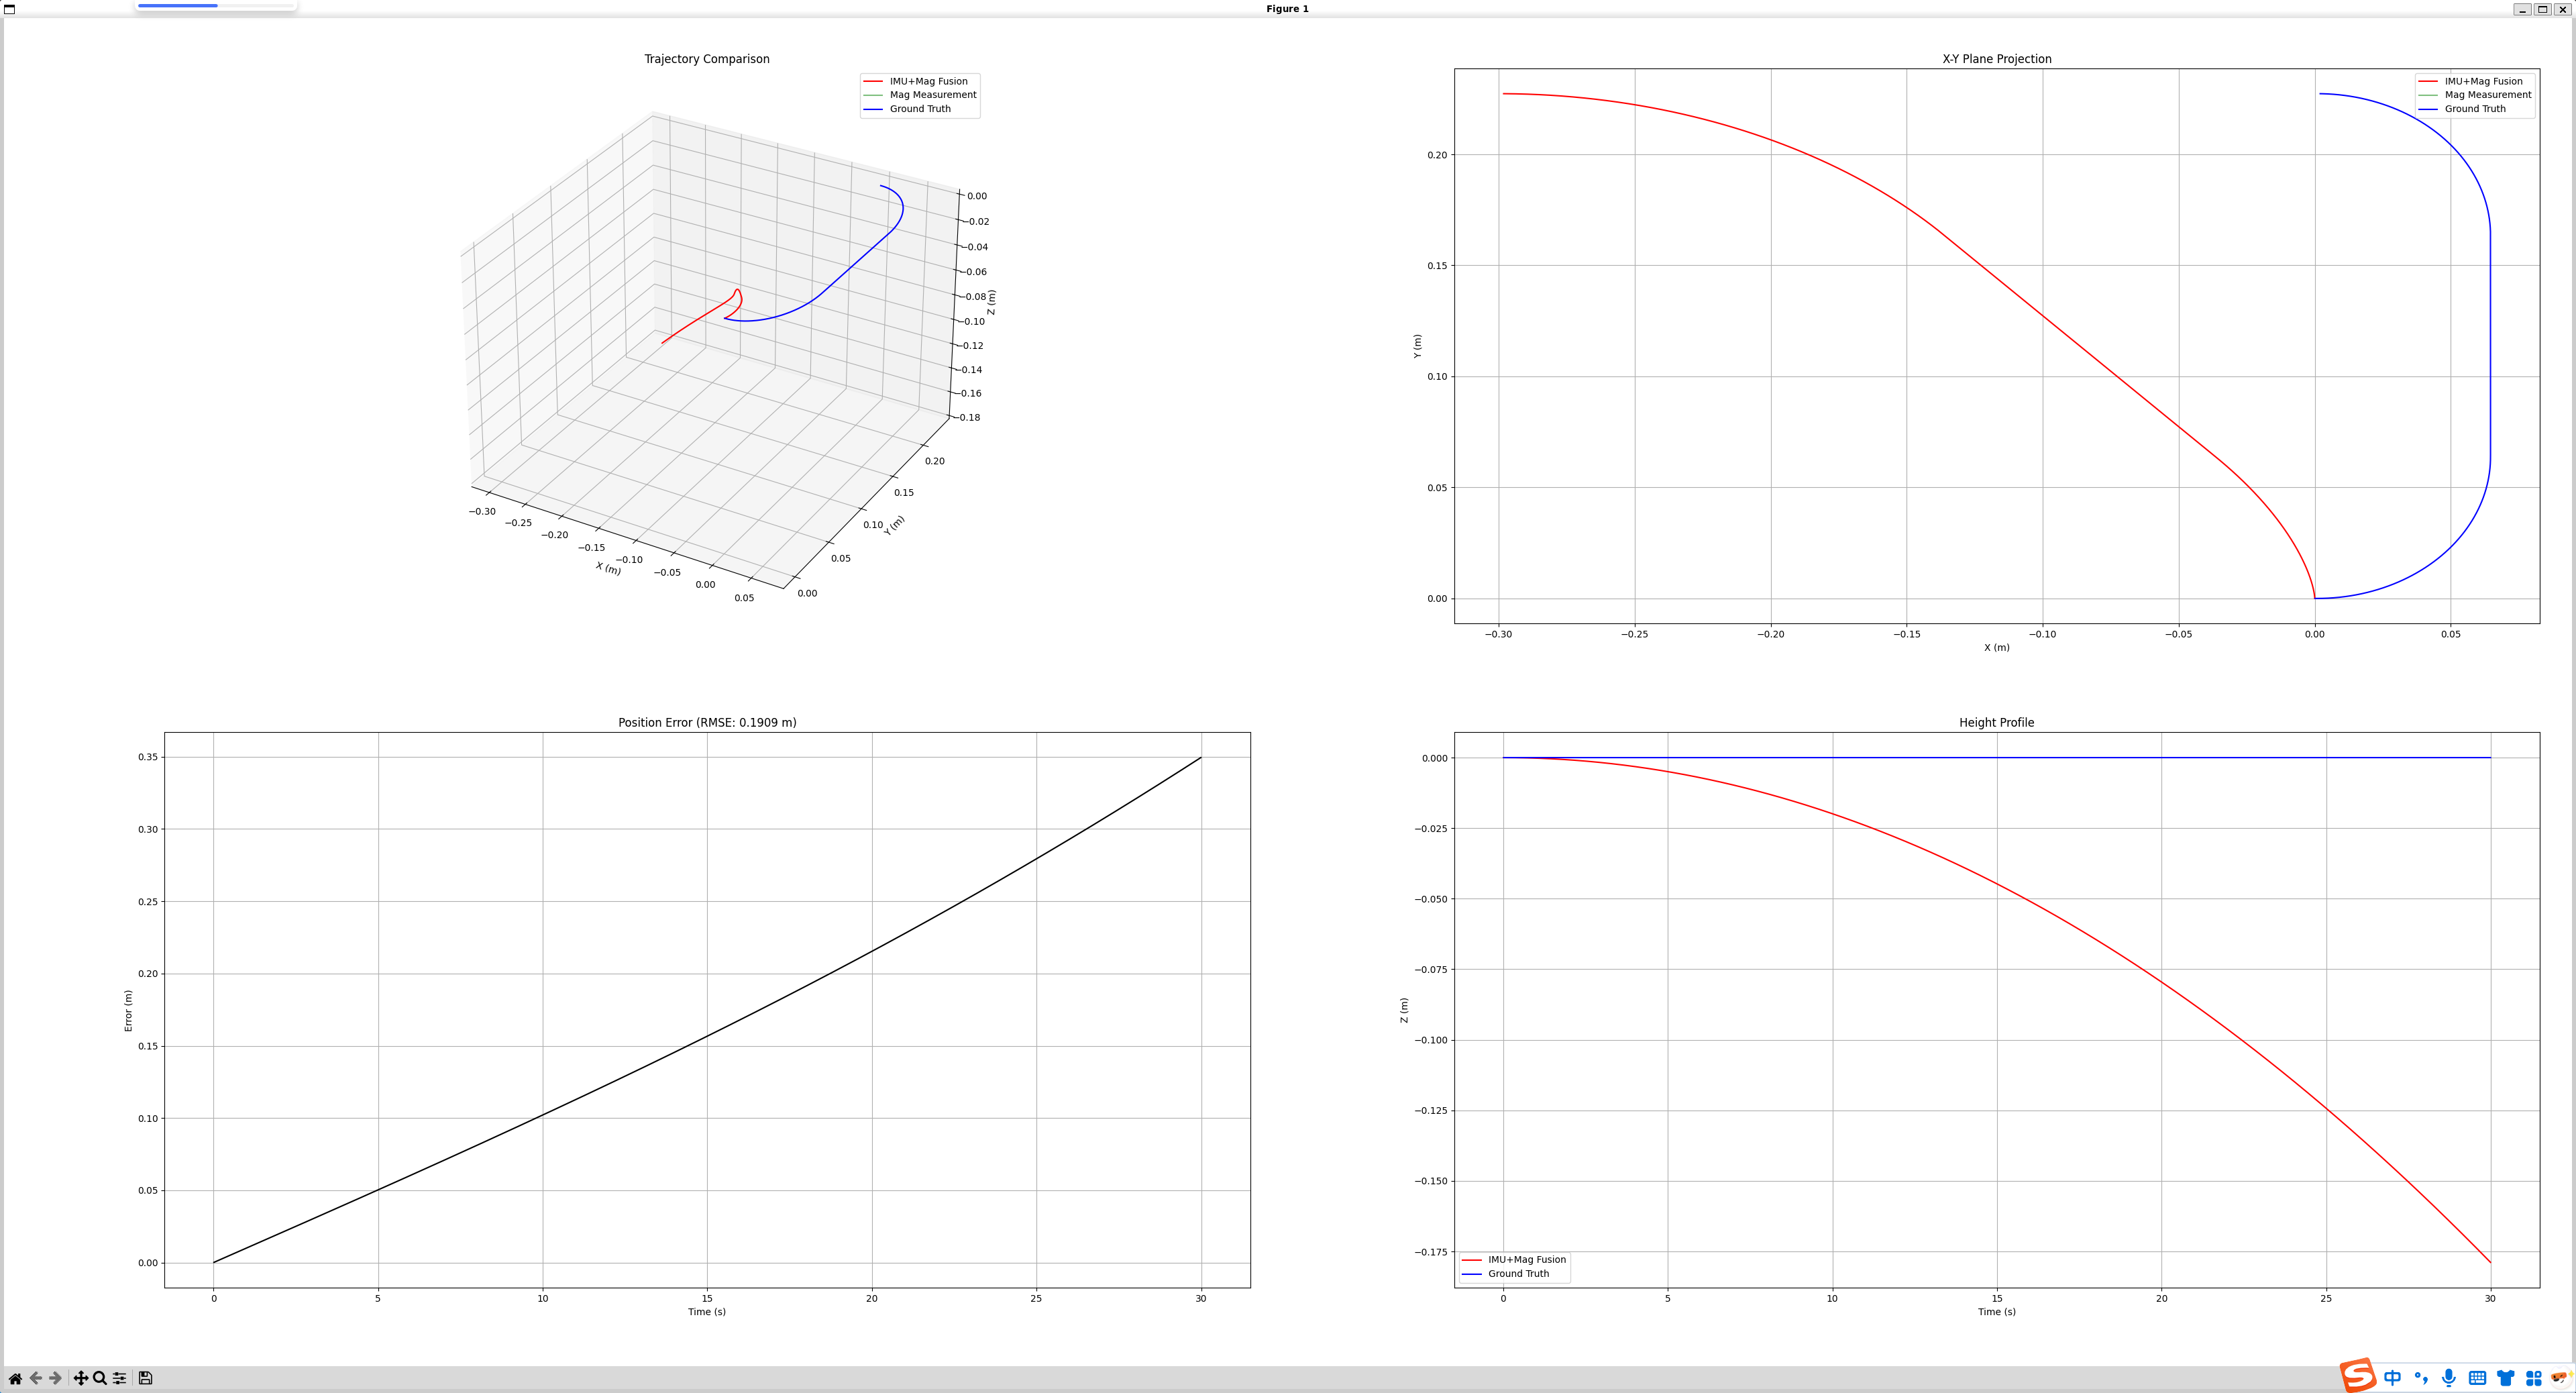 Figure 1
Trajectory Comparison
IMU+Mag Fusion
Mag Measurement
Ground Truth
0.00
−0.02
−0.04
−0.06
−0.08
−0.10
−0.12
−0.14
−0.16
−0.18
Z (m)
0.20
0.15
0.10
0.05
0.00
Y (m)
−0.30
−0.25
−0.20
−0.15
−0.10
−0.05
0.00
0.05
X (m)
X-Y Plane Projection
IMU+Mag Fusion
Mag Measurement
Ground Truth
0.20
0.15
0.10
0.05
0.00
Y (m)
−0.30
−0.25
−0.20
−0.15
−0.10
−0.05
0.00
0.05
X (m)
Position Error (RMSE: 0.1909 m)
0.35
0.30
0.25
0.20
0.15
0.10
0.05
0.00
Error (m)
0
5
10
15
20
25
30
Time (s)
Height Profile
0.000
−0.025
−0.050
−0.075
−0.100
−0.125
−0.150
−0.175
Z (m)
IMU+Mag Fusion
Ground Truth
0
5
10
15
20
25
30
Time (s)
S
中